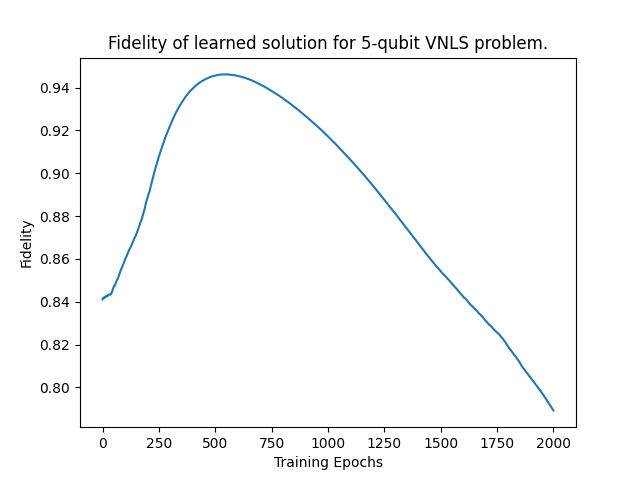 Fidelity of learned solution for 5-qubit VNLS problem.
Fidelity
0.94
0.92
0.90
0.88
0.86
0.84
0.82
0.80
0 250 500 750 1000 1250 1500 1750 2000
Training Epochs